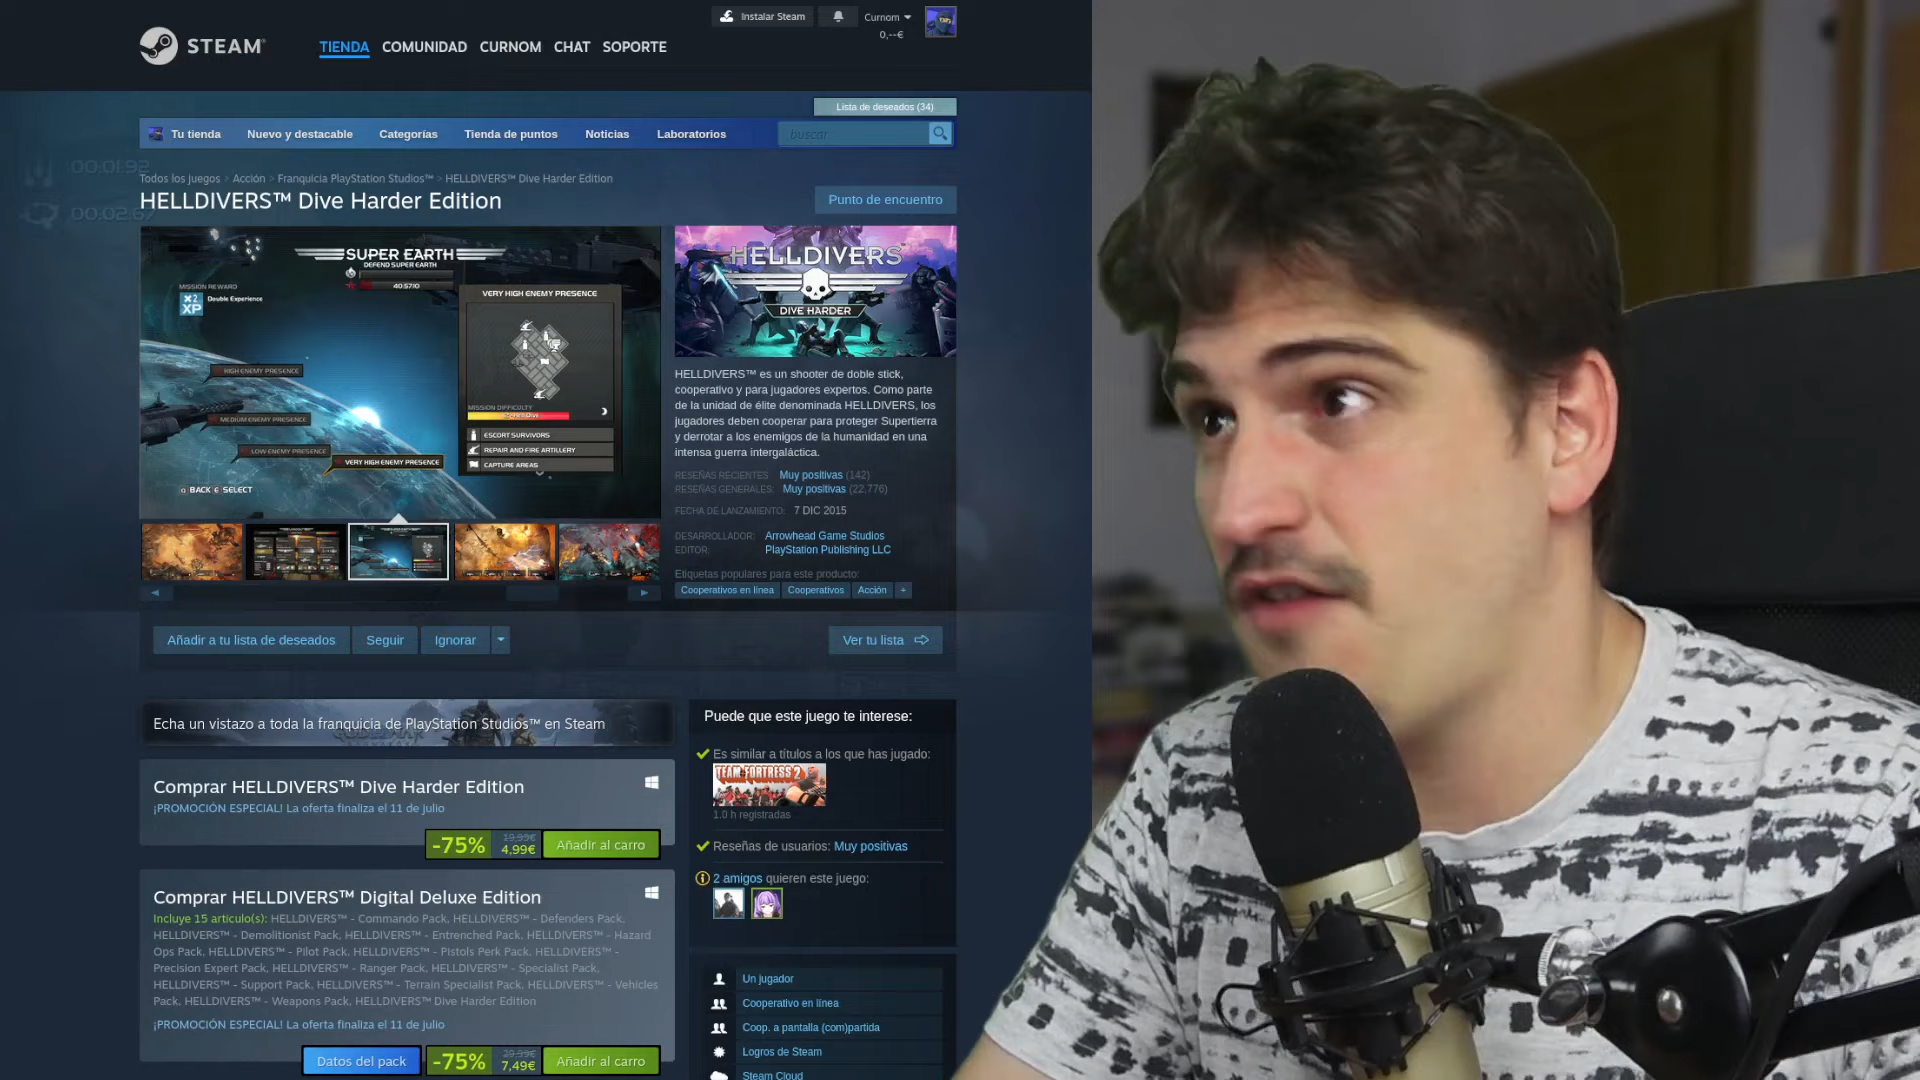 Instalar Steam
Curnom
0,--€
STEAM
TIENDA COMUNIDAD CURNOM CHAT SOPORTE
Lista de deseados (34)
Tu tienda Nuevo y destacable Categorías Tienda de puntos Noticias Laboratorios buscar
00:01.92
00:02.67
Todos los juegos > Acción > Franquicia PlayStation Studios™ > HELLDIVERS™ Dive Harder Edition
HELLDIVERS™ Dive Harder Edition
Punto de encuentro
SUPER EARTH
DEFEND SUPER EARTH
MISSION REWARD
X2 XP
Double Experience
VERY HIGH ENEMY PRESENCE
HIGH ENEMY PRESENCE
MEDIUM ENEMY PRESENCE
LOW ENEMY PRESENCE
VERY HIGH ENEMY PRESENCE
MISSION DIFFICULTY
ESCORT SURVIVORS
REPAIR AND FIRE ARTILLERY
CAPTURE AREAS
BACK E SELECT
HELLDIVERS™
DIVE HARDER
HELLDIVERS™ es un shooter de doble stick,
cooperativo y para jugadores expertos. Como parte
de la unidad de élite denominada HELLDIVERS, los
jugadores deben cooperar para proteger Supertierra
y derrotar a los enemigos de la humanidad en una
intensa guerra intergaláctica.
RESEÑAS RECIENTES: Muy positivas (142)
RESEÑAS GENERALES: Muy positivas (22,776)
FECHA DE LANZAMIENTO: 7 DIC 2015
DESARROLLADOR: Arrowhead Game Studios
EDITOR: PlayStation Publishing LLC
Etiquetas populares para este producto:
Cooperativos en línea Cooperativos Acción +
Añadir a tu lista de deseados Seguir Ignorar
Ver tu lista
Echa un vistazo a toda la franquicia de PlayStation Studios™ en Steam
Comprar HELLDIVERS™ Dive Harder Edition
¡PROMOCIÓN ESPECIAL! La oferta finaliza el 11 de julio
-75% 19,99€ 4,99€ Añadir al carro
Comprar HELLDIVERS™ Digital Deluxe Edition
Incluye 15 artículo(s): HELLDIVERS™ - Commando Pack, HELLDIVERS™ - Defenders Pack,
HELLDIVERS™ - Demolitionist Pack, HELLDIVERS™ - Entrenched Pack, HELLDIVERS™ - Hazard
Ops Pack, HELLDIVERS™ - Pilot Pack, HELLDIVERS™ - Pistols Perk Pack, HELLDIVERS™ -
Precision Expert Pack, HELLDIVERS™ - Ranger Pack, HELLDIVERS™ - Specialist Pack,
HELLDIVERS™ - Support Pack, HELLDIVERS™ - Terrain Specialist Pack, HELLDIVERS™ - Vehicles
Pack, HELLDIVERS™ - Weapons Pack, HELLDIVERS™ Dive Harder Edition
¡PROMOCIÓN ESPECIAL! La oferta finaliza el 11 de julio
Datos del pack -75% 29,99€ 7,49€ Añadir al carro
Puede que este juego te interese:
Es similar a títulos a los que has jugado:
TEAM FORTRESS 2
1.0 h registradas
Reseñas de usuarios: Muy positivas
2 amigos quieren este juego:
Un jugador
Cooperativo en línea
Coop. a pantalla (com)partida
Logros de Steam
Steam Cloud